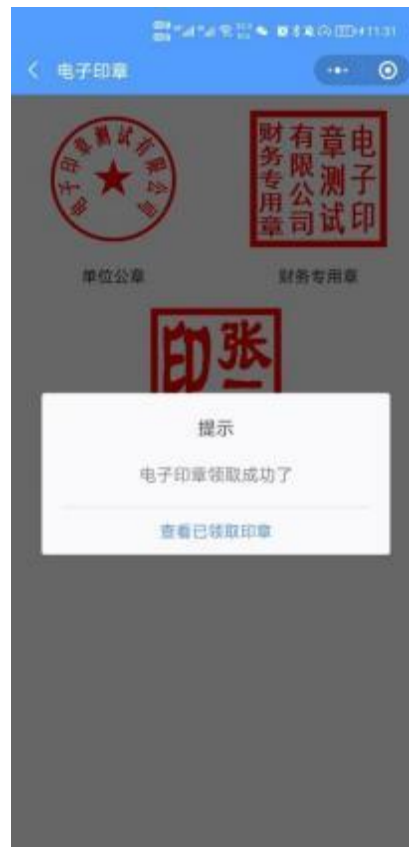 11:31
电子印章
电子印章测试有限公司
电子印
章测试
有限公司
财务专用章
单位公章
财务专用章
张一
印
提示
电子印章领取成功了
查看已领取印章